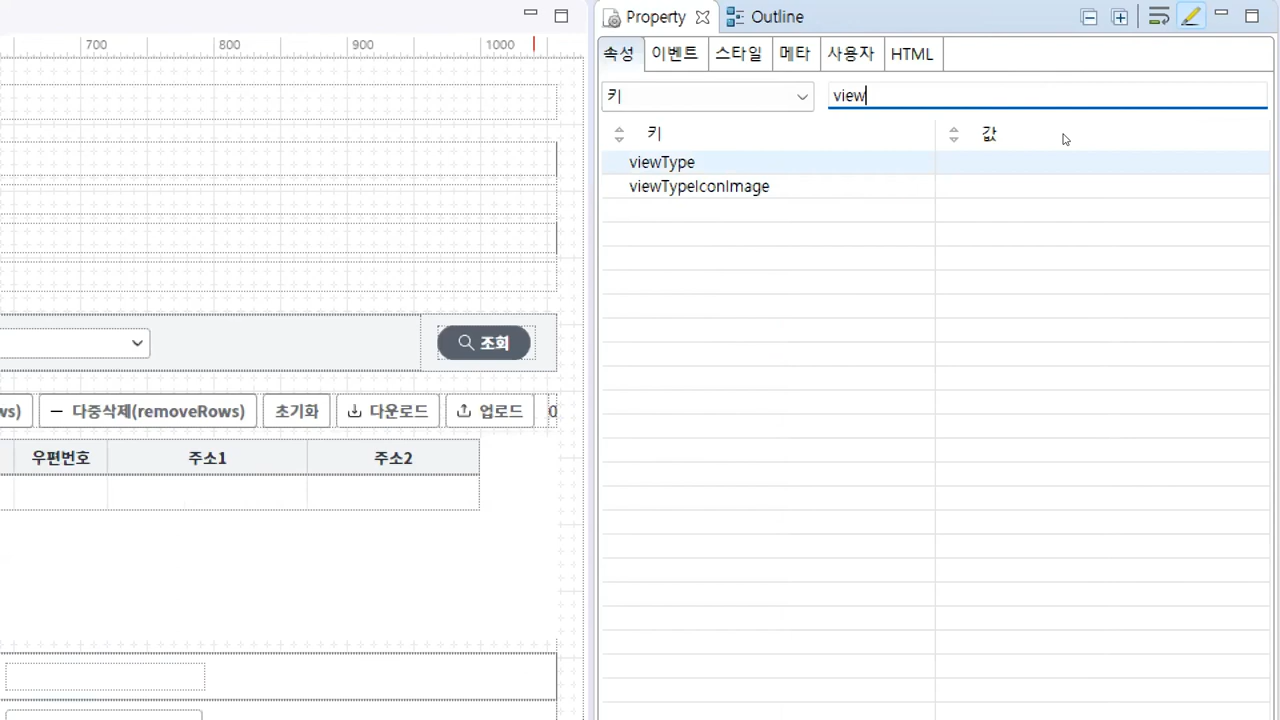 Property
Outline
700
800
900
1000
속성
이벤트
스타일
메타
사용자
HTML
키
view
키
값
viewType
viewTypeIconImage
조회
ws)
다중삭제(removeRows)
초기화
다운로드
업로드
0
우편번호
주소1
주소2